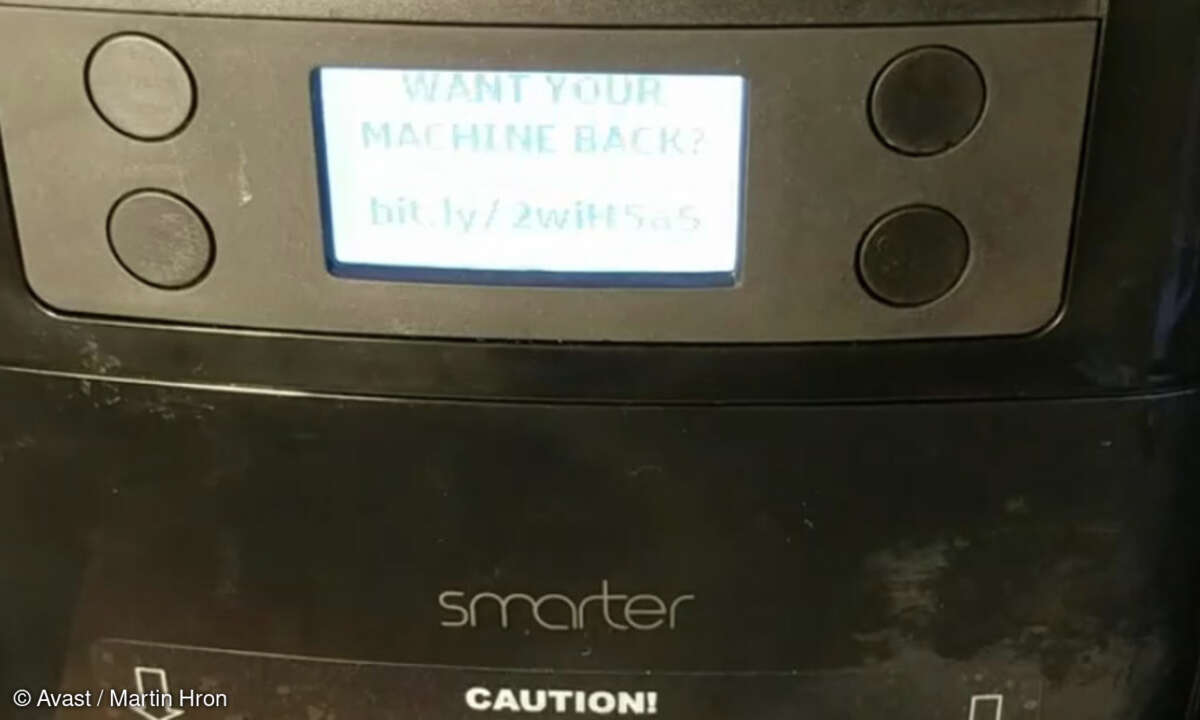 WANT YOUR
MACHINE BACK?
bit.ly/2wiH5a5
smarter
CAUTION!
© Avast / Martin Hron